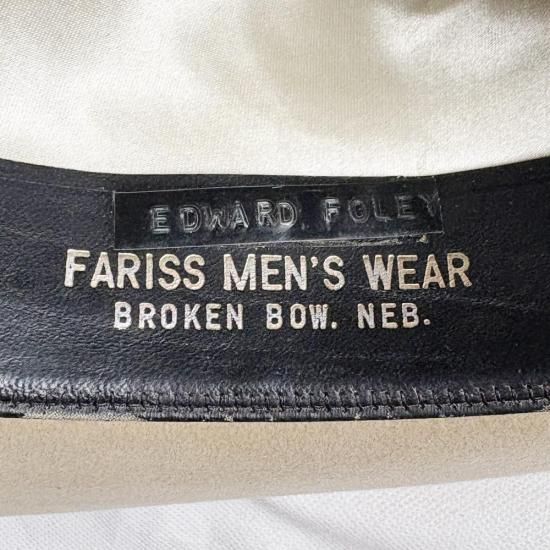 EDWARD FOLEY
FARISS MEN'S WEAR
BROKEN BOW. NEB.